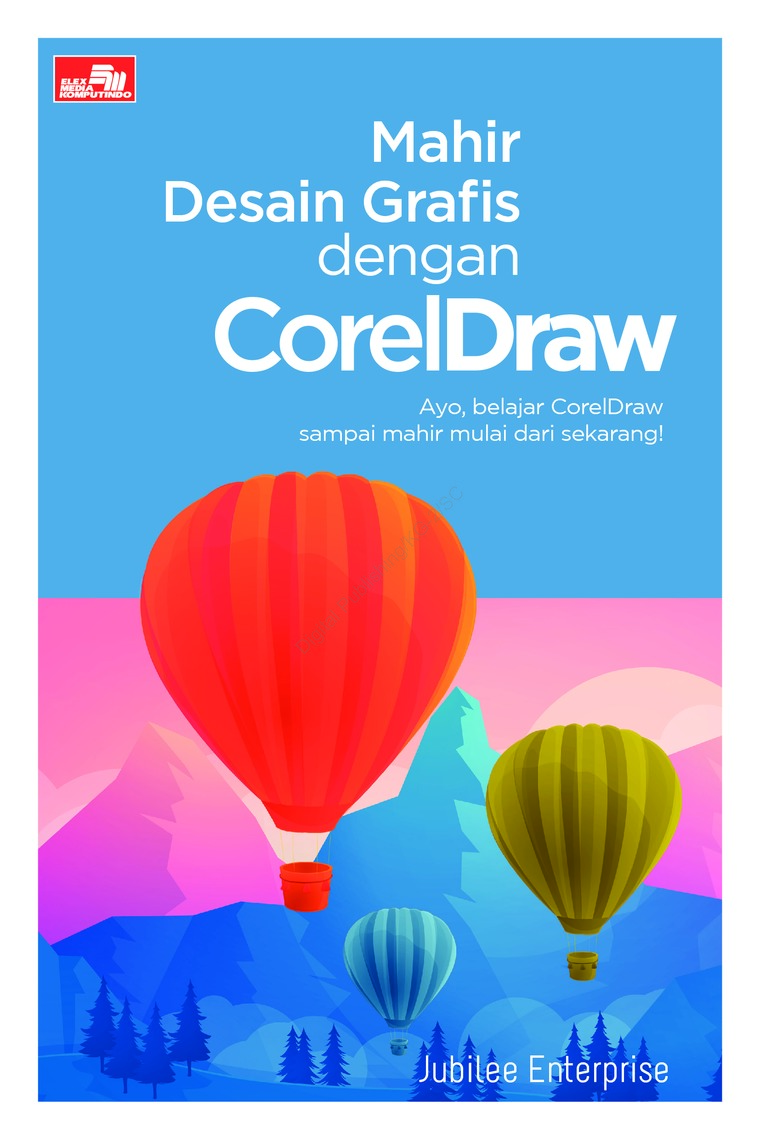 ELEX
MEDIA
KOMPUTINDO
Mahir
Desain Grafis
dengan
CorelDraw
Ayo, belajar CorelDraw
sampai mahir mulai dari sekarang!
Jubilee Enterprise